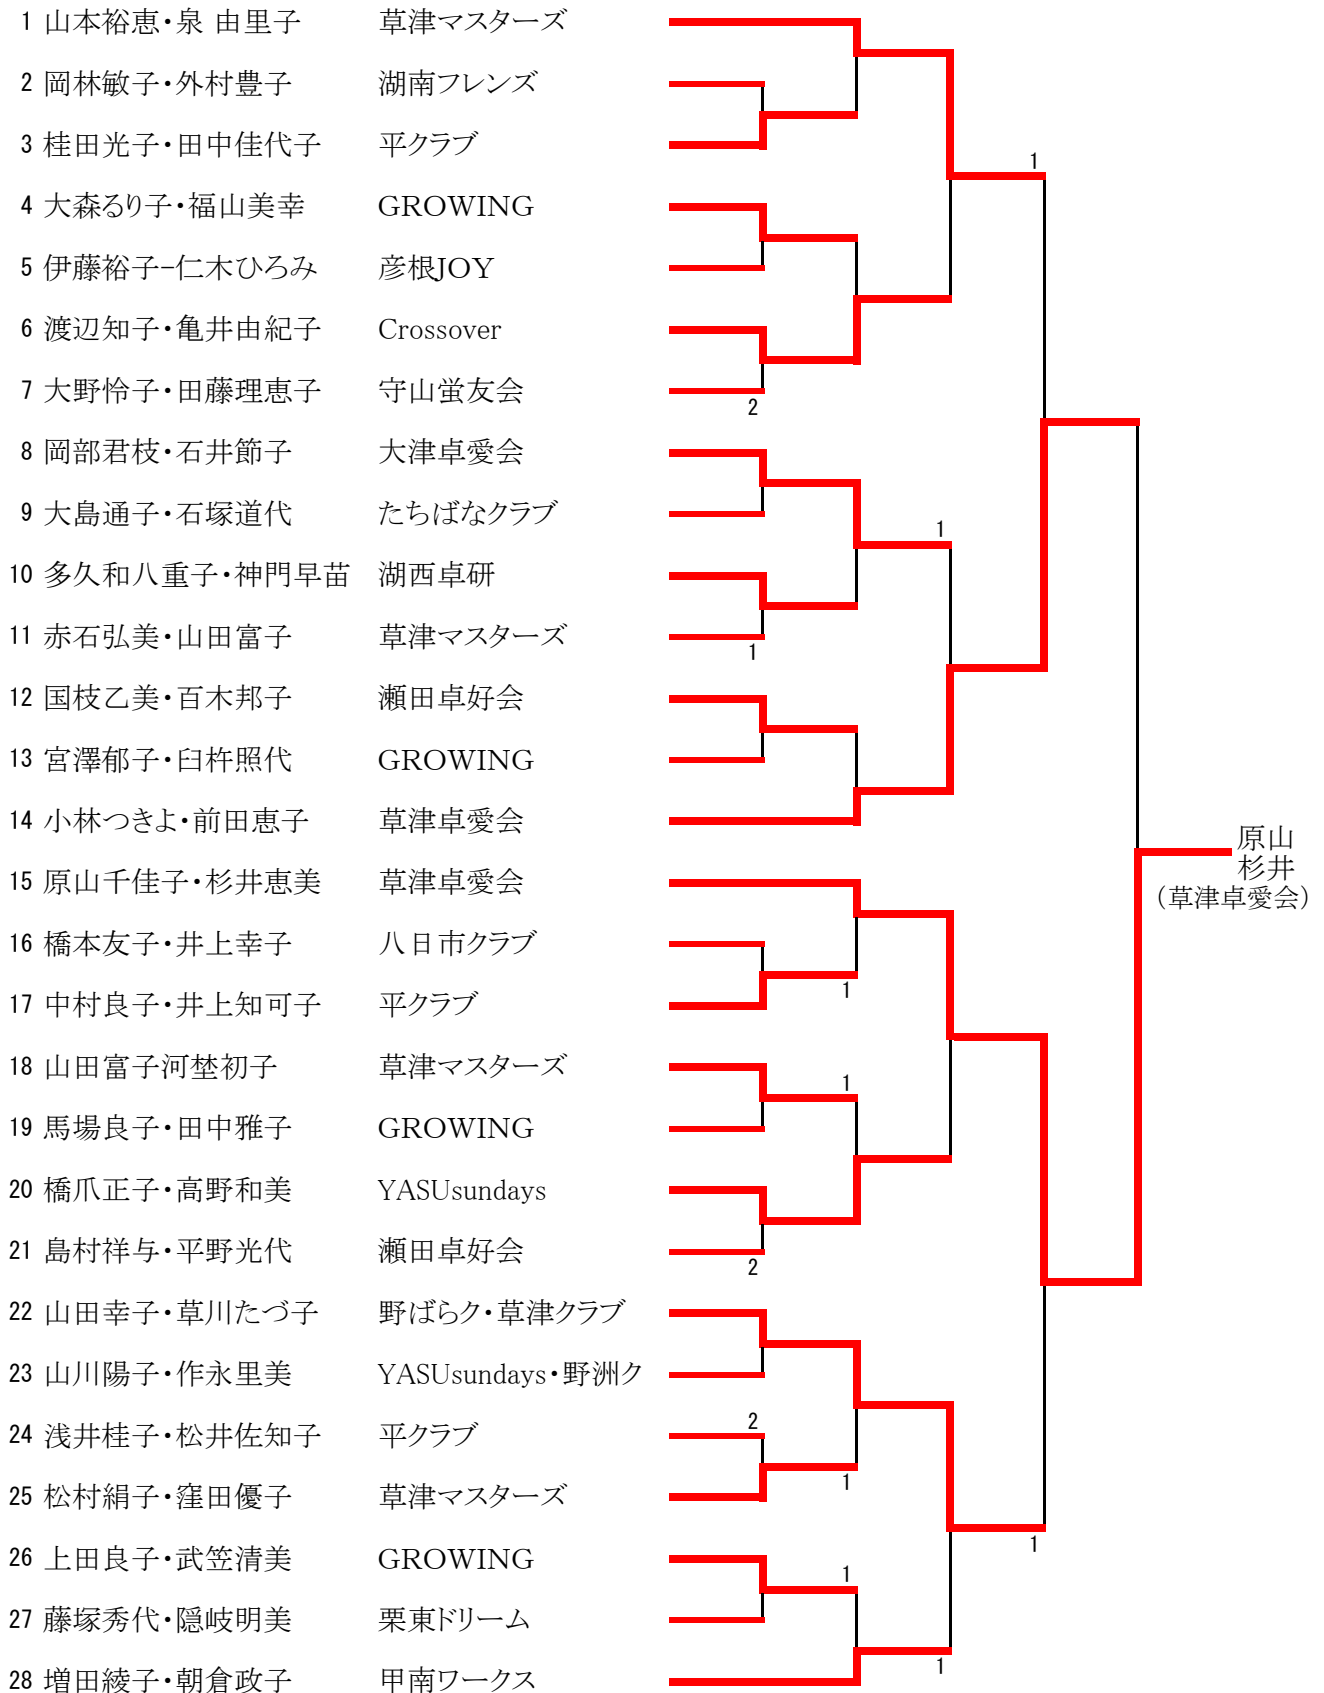 1 山本裕恵・泉 由里子 草津マスターズ
2 岡林敏子・外村豊子 湖南フレンズ
3 桂田光子・田中佳代子 平クラブ
1
4 大森るり子・福山美幸 GROWING
5 伊藤裕子-仁木ひろみ 彦根JOY
6 渡辺知子・亀井由紀子 Crossover
7 大野怜子・田藤理恵子 守山蛍友会
2
8 岡部君枝・石井節子 大津卓愛会
9 大島通子・石塚道代 たちばなクラブ
1
10 多久和八重子・神門早苗 湖西卓研
11 赤石弘美・山田富子 草津マスターズ
1
12 国枝乙美・百木邦子 瀬田卓好会
13 宮澤郁子・臼杵照代 GROWING
14 小林つきよ・前田恵子 草津卓愛会
原山
杉井
(草津卓愛会)
15 原山千佳子・杉井恵美 草津卓愛会
16 橋本友子・井上幸子 八日市クラブ
1
17 中村良子・井上知可子 平クラブ
18 山田富子河埜初子 草津マスターズ
1
19 馬場良子・田中雅子 GROWING
20 橋爪正子・高野和美 YASUsundays
21 島村祥与・平野光代 瀬田卓好会
2
22 山田幸子・草川たづ子 野ばらク・草津クラブ
23 山川陽子・作永里美 YASUsundays・野洲ク
2
24 浅井桂子・松井佐知子 平クラブ
1
25 松村絹子・窪田優子 草津マスターズ
1
26 上田良子・武笠清美 GROWING
1
27 藤塚秀代・隠岐明美 栗東ドリーム
1
28 増田綾子・朝倉政子 甲南ワークス